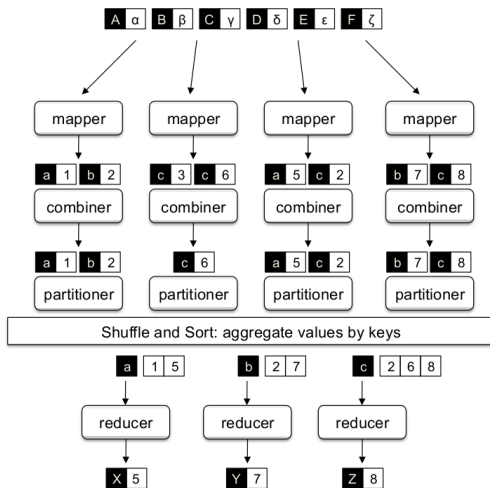 A α B β C γ D δ E ε F ζ
mapper mapper mapper mapper
a 1 b 2 c 3 c 6 a 5 c 2 b 7 c 8
combiner combiner combiner combiner
a 1 b 2 c 6 a 5 c 2 b 7 c 8
partitioner partitioner partitioner partitioner
Shuffle and Sort: aggregate values by keys
a 1 5 b 2 7 c 2 6 8
reducer reducer reducer
X 5 Y 7 Z 8